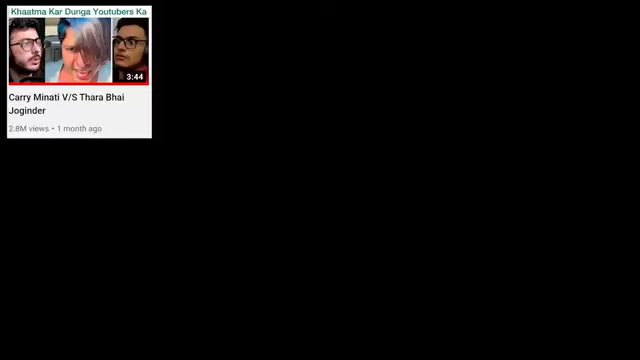 Khaatma Kar Dunga Youtubers Ka
3:44
Carry Minati V/S Thara Bhai
Joginder
2.8M views • 1 month ago